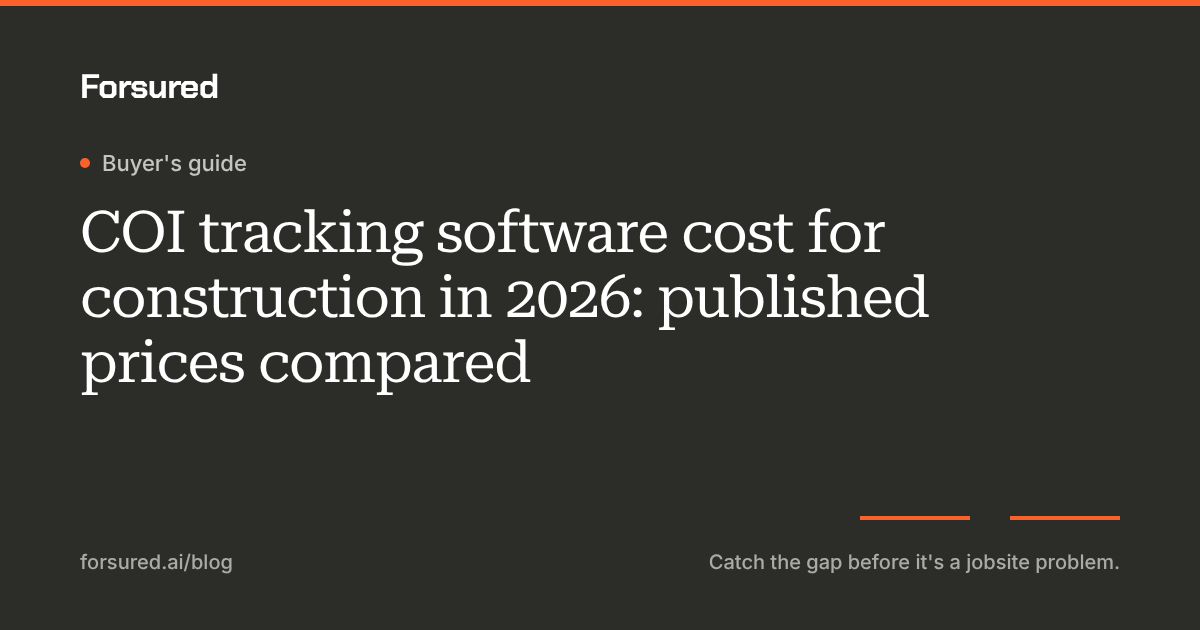 Forsured
Buyer's guide
COI tracking software cost for
construction in 2026: published
prices compared
forsured.ai/blog
Catch the gap before it's a jobsite problem.